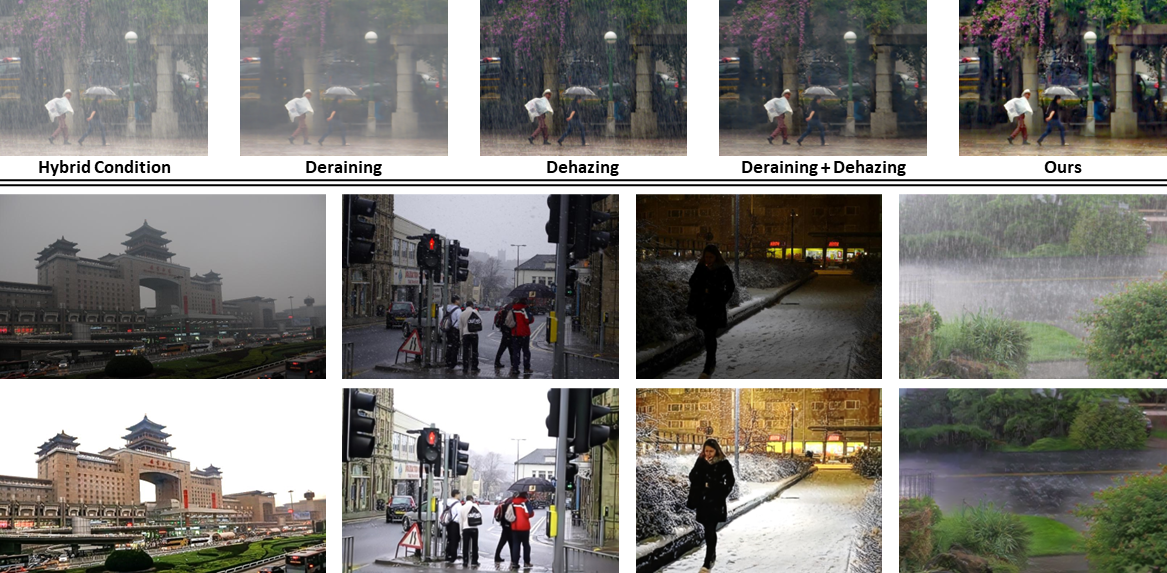 Hybrid Condition
Deraining
Dehazing
Deraining + Dehazing
Ours